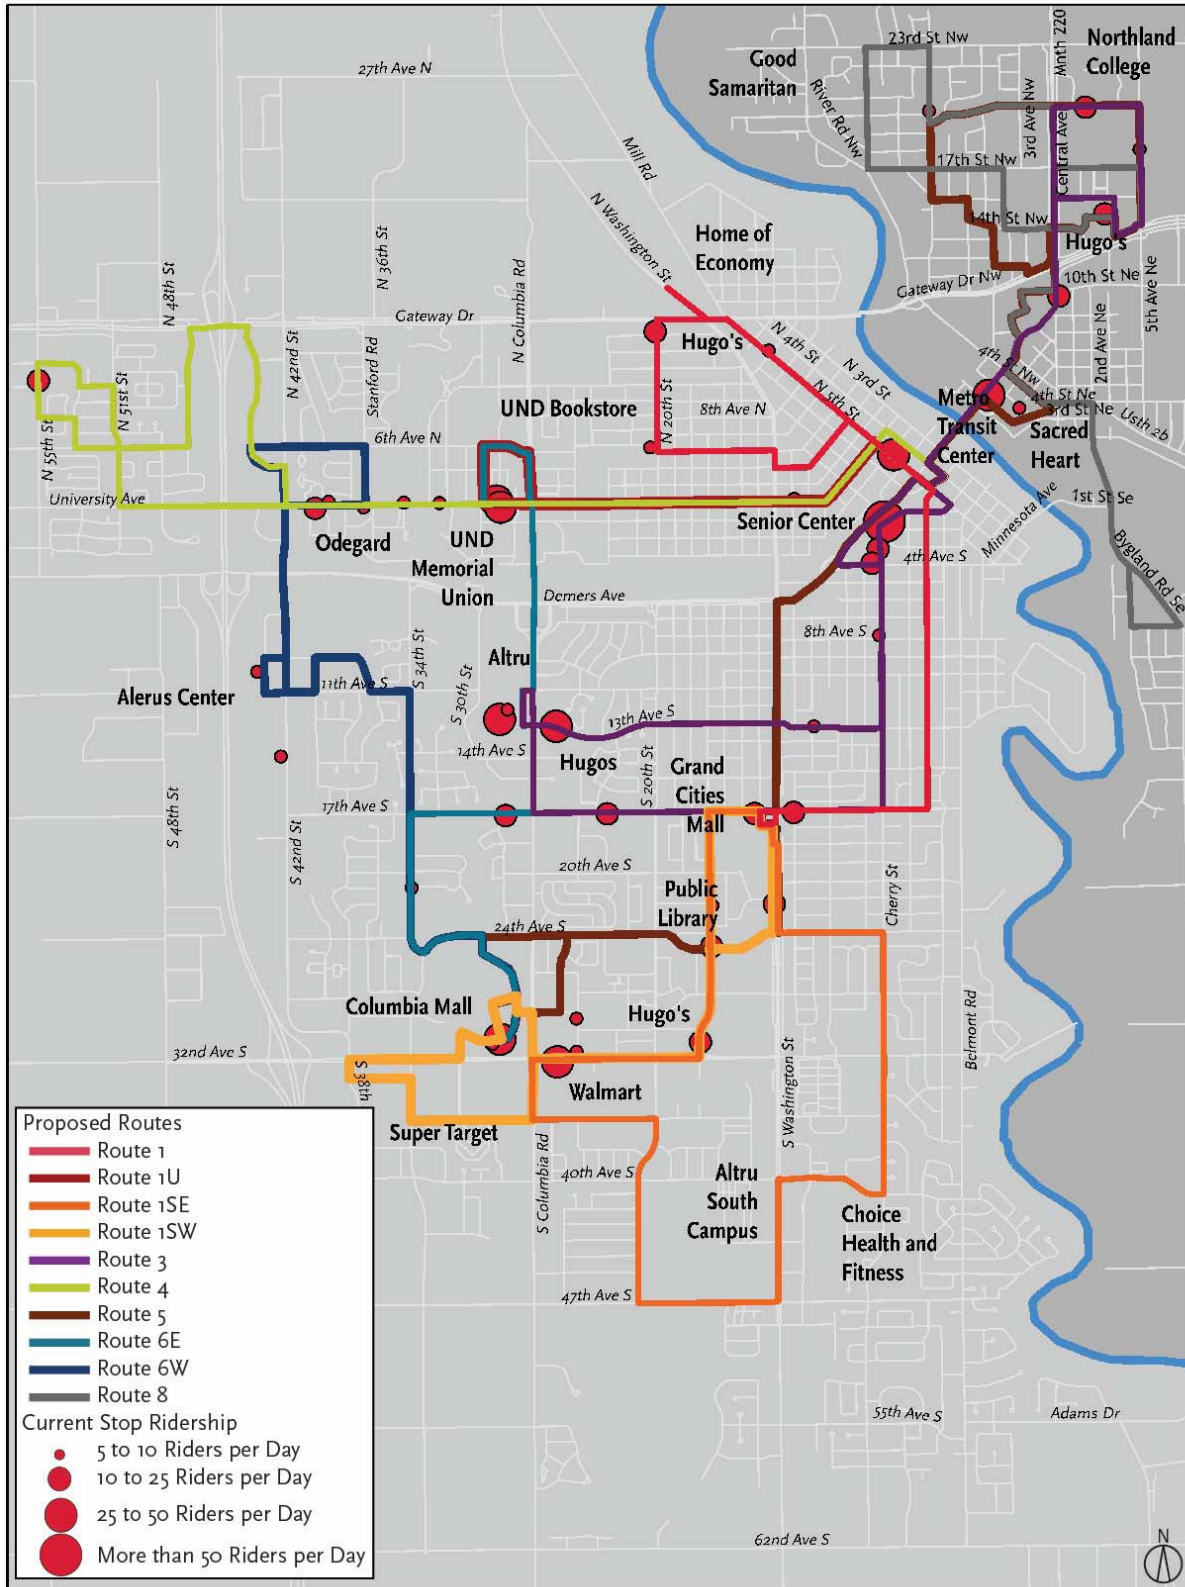 23rd St Nw
Mnth 220
Northland
College
Good
Samaritan
27th Ave N
River Rd Nw
3rd Ave Nw
Central Ave
Mill Rd
17th St Nw
N Washington St
14th St Nw
Hugo's
Home of
Economy
N 36th St
N Columbia Rd
10th St Ne
5th Ave Ne
Gateway Dr Nw
N 48th St
Gateway Dr
N 42nd St
Stanford Rd
Hugo's
N 4th St
N 3rd St
N 5th St
2nd Ave Ne
4th St Nw
4th St Ne
3rd St Ne
Usth 2b
N 51st St
N 55th St
UND Bookstore
N 20th St
8th Ave N
Metro
Transit
Center
Sacred
Heart
6th Ave N
University Ave
Odegard
UND
Memorial
Union
Senior Center
1st St Se
Minnesota Ave
4th Ave S
Bygland Rd Se
Demers Ave
8th Ave S
S 34th St
Altru
S 30th St
Alerus Center
11th Ave S
13th Ave S
14th Ave S
Hugos
S 20th St
Grand
Cities
Mall
17th Ave S
S 48th St
S 42nd St
20th Ave S
Public
Library
Cherry St
24th Ave S
Columbia Mall
Hugo's
Belmont Rd
32nd Ave S
S 38th
Walmart
S Washington St
Super Target
S Columbia Rd
40th Ave S
Altru
South
Campus
Choice
Health and
Fitness
47th Ave S
55th Ave S
Adams Dr
62nd Ave S
N
Proposed Routes
Route 1
Route 1U
Route 1SE
Route 1SW
Route 3
Route 4
Route 5
Route 6E
Route 6W
Route 8
Current Stop Ridership
5 to 10 Riders per Day
10 to 25 Riders per Day
25 to 50 Riders per Day
More than 50 Riders per Day